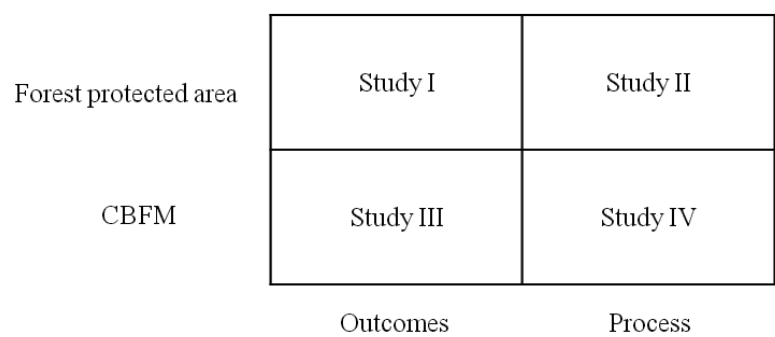 Study I
Study II
Forest protected area
CBFM
Study III
Study IV
Outcomes
Process